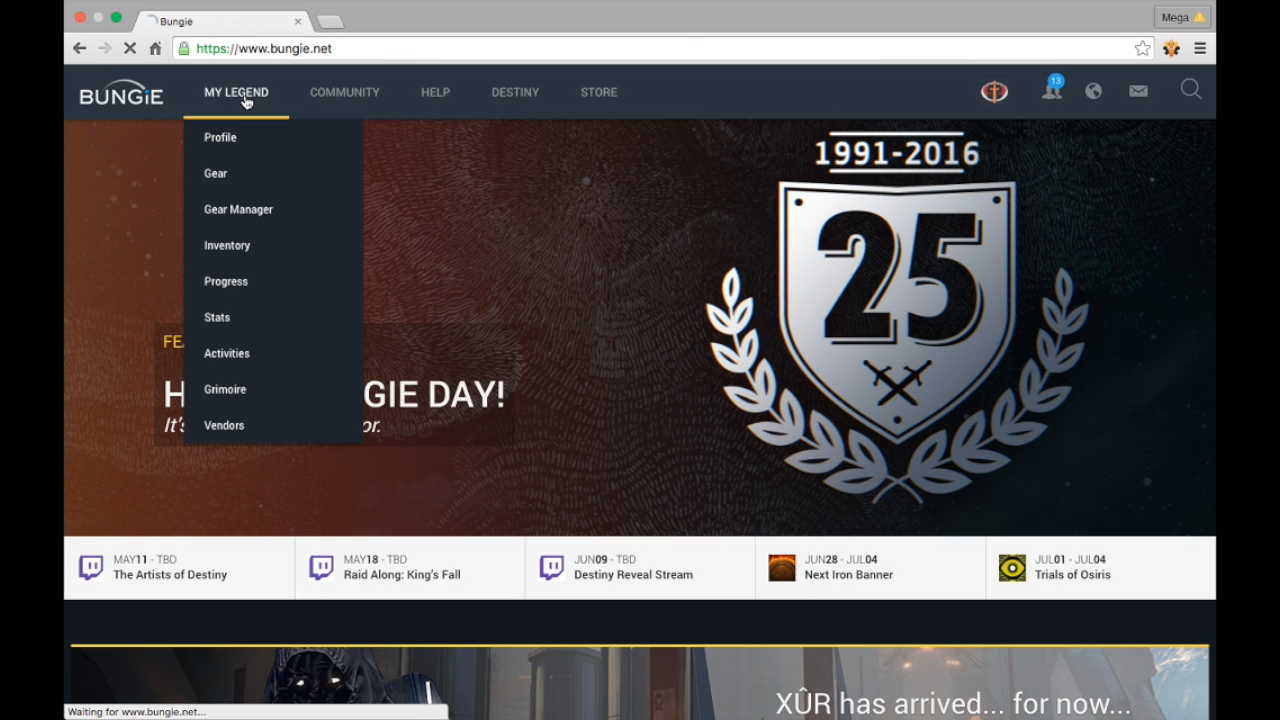 Bungie
Mega
https://www.bungie.net
BUNGiE
MY LEGEND
COMMUNITY
HELP
DESTINY
STORE
13
Profile
Gear
Gear Manager
Inventory
Progress
Stats
Activities
Grimoire
Vendors
1991-2016
25
FE
H GIE DAY!
It's or.
MAY11 - TBD
The Artists of Destiny
MAY18 - TBD
Raid Along: King's Fall
JUN09 - TBD
Destiny Reveal Stream
JUN28 - JUL04
Next Iron Banner
JUL01 - JUL04
Trials of Osiris
XÛR has arrived... for now...
Waiting for www.bungie.net...